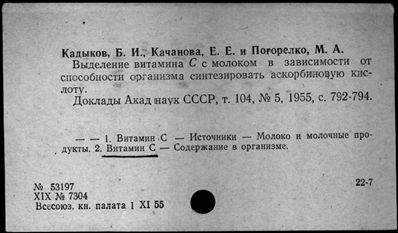 Кадыков, Б. И., Качанова, Е. Е. и Погорелко, М. А.
Выделение витамина C с молоком в зависимости от
способности организма синтезировать аскорбиновую кис-
лоту.
Доклады Акад наук СССР, т. 104, № 5, 1955, с. 792-794.
— — 1. Витамин С — Источники — Молоко и молочные про-
дукты. 2. Витамин С — Содержание в организме.
№ 53197
22-7
XIX № 7304
Всесоюз. кн. палата 1 XI 55